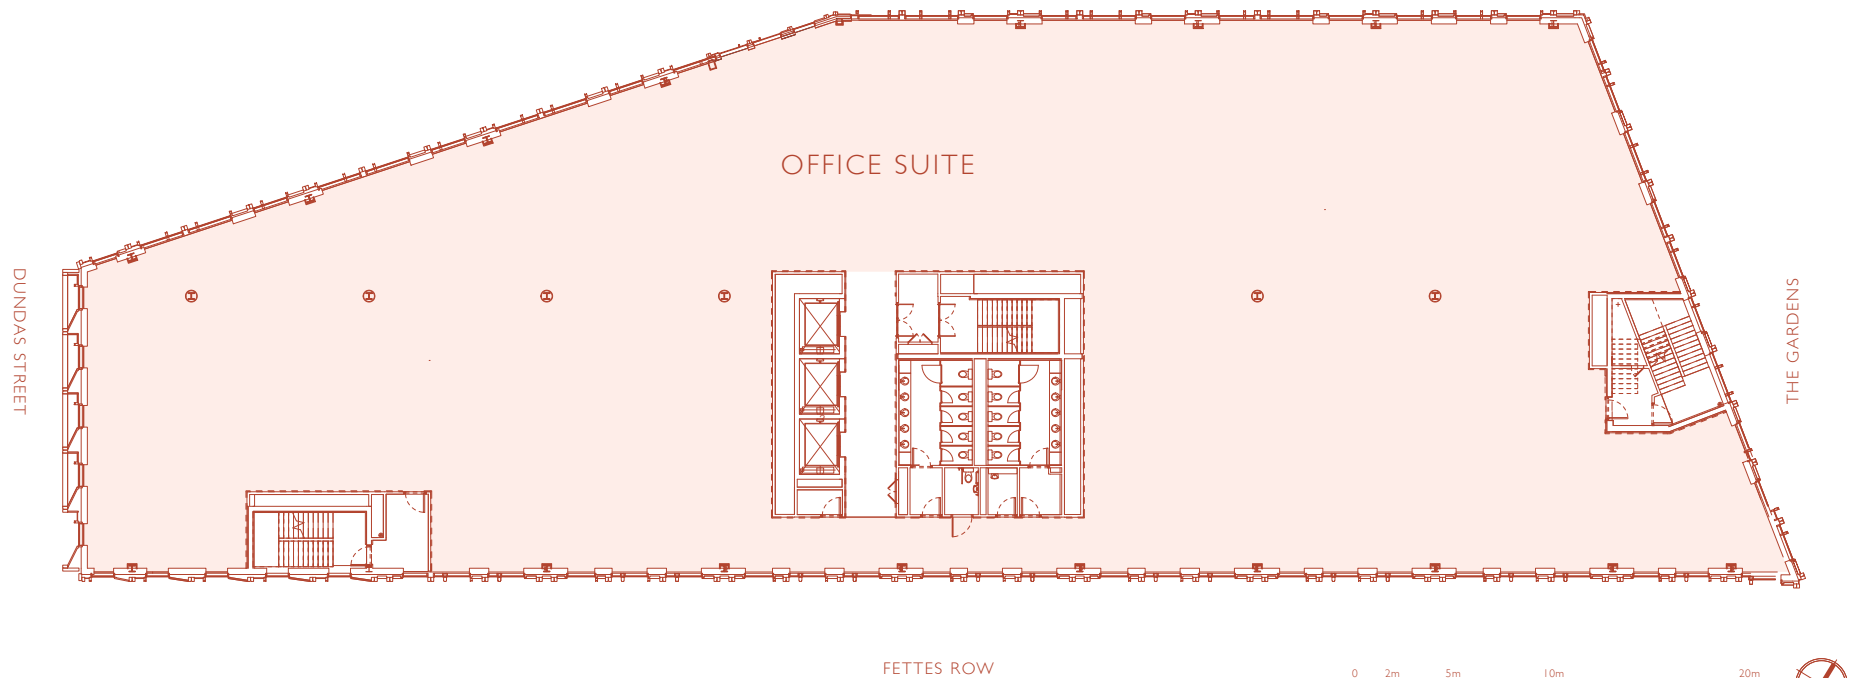 OFFICE SUITE
DUNDAS STREET
THE GARDENS
FETTES ROW
0 2m 5m 10m 20m